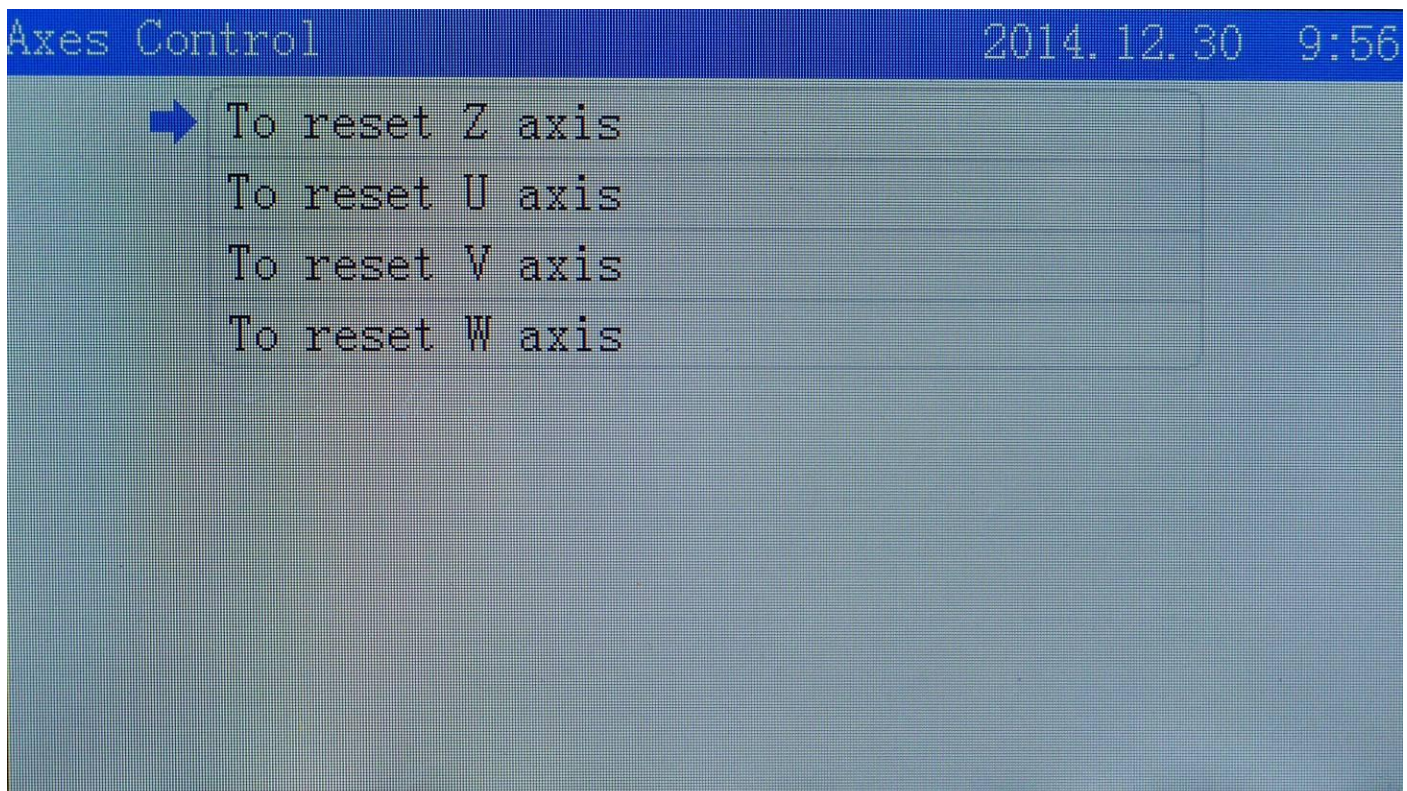 Axes Control 2014.12.30 9:56
To reset Z axis
To reset U axis
To reset V axis
To reset W axis